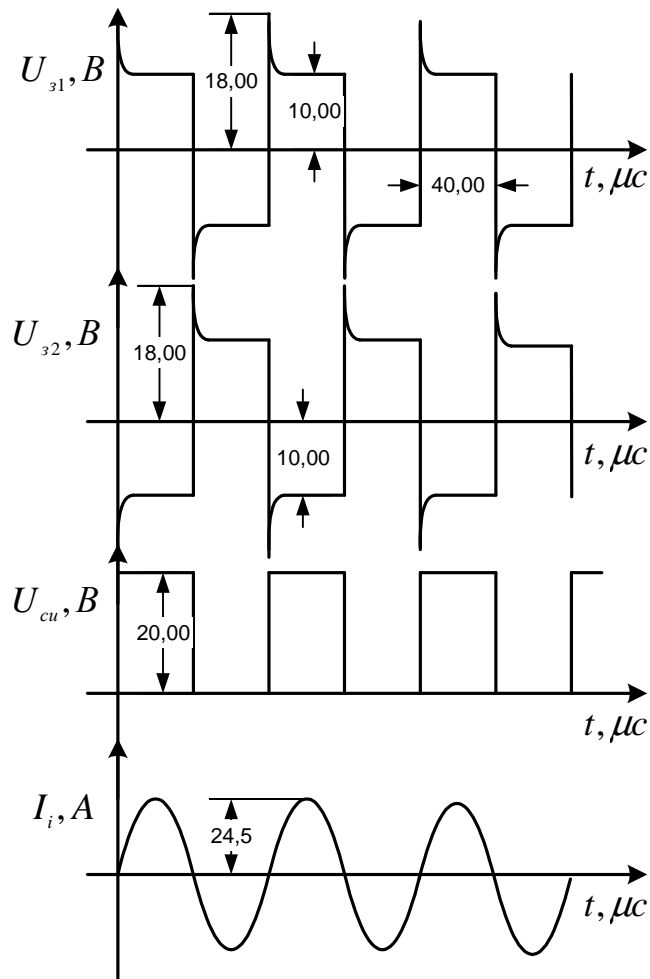 U з1, В
18,00
10,00
40,00
t, μc
U з2, В
18,00
10,00
t, μc
U си, В
20,00
t, μc
I i, A
24,5
t, μc